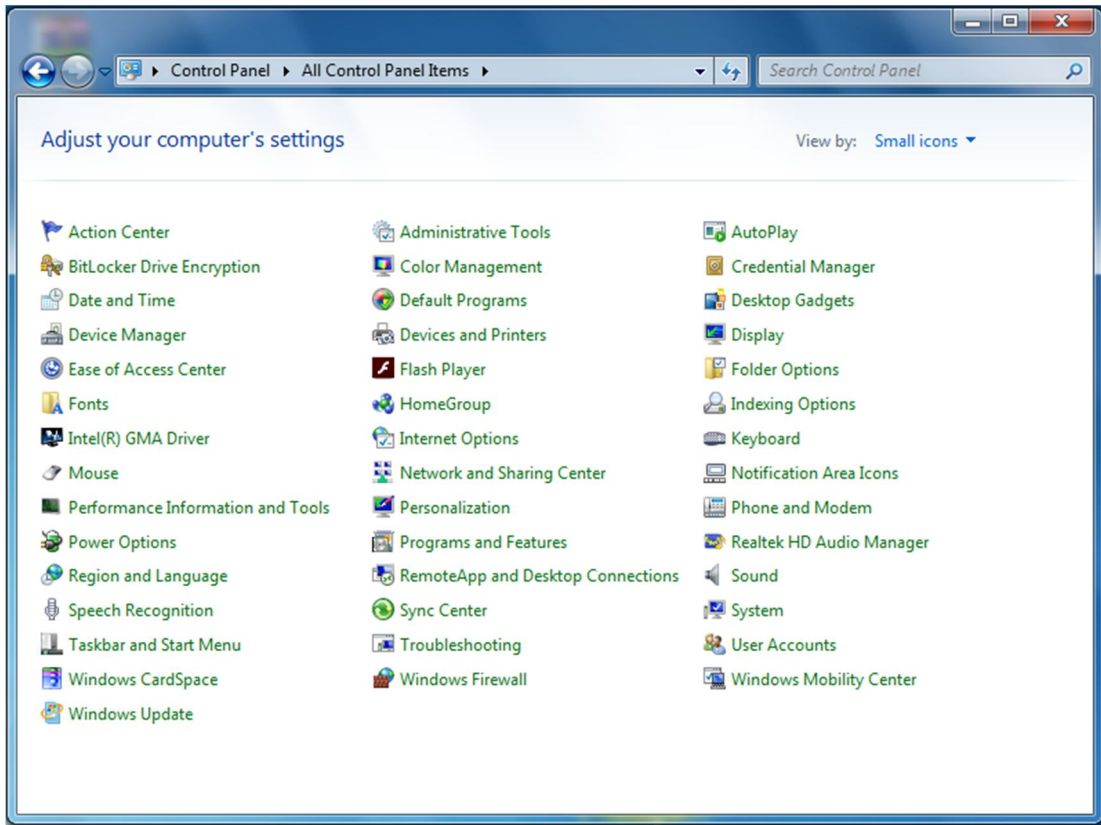 Control Panel All Control Panel Items Search Control Panel
Adjust your computer's settings View by: Small icons
Action Center Administrative Tools AutoPlay
BitLocker Drive Encryption Color Management Credential Manager
Date and Time Default Programs Desktop Gadgets
Device Manager Devices and Printers Display
Ease of Access Center Flash Player Folder Options
Fonts HomeGroup Indexing Options
Intel(R) GMA Driver Internet Options Keyboard
Mouse Network and Sharing Center Notification Area Icons
Performance Information and Tools Personalization Phone and Modem
Power Options Programs and Features Realtek HD Audio Manager
Region and Language RemoteApp and Desktop Connections Sound
Speech Recognition Sync Center System
Taskbar and Start Menu Troubleshooting User Accounts
Windows CardSpace Windows Firewall Windows Mobility Center
Windows Update